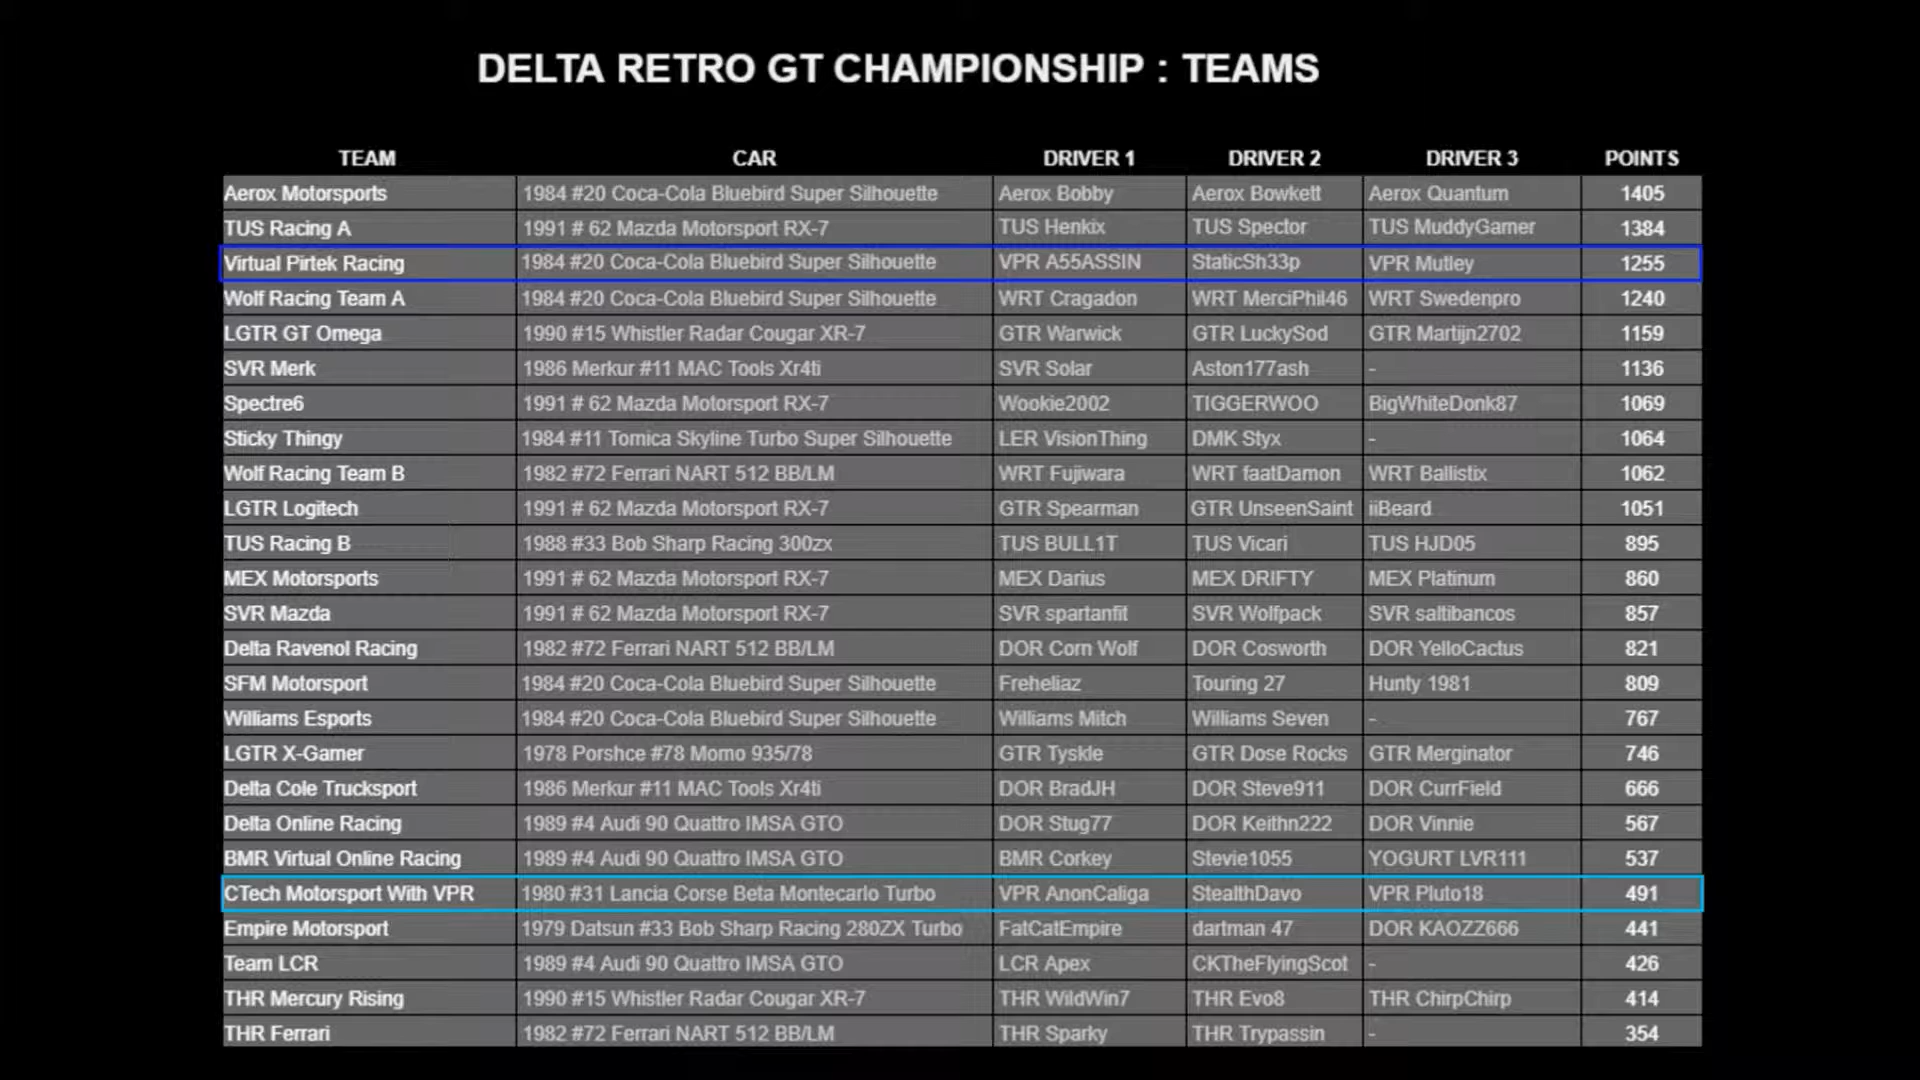 DELTA RETRO GT CHAMPIONSHIP : TEAMS
TEAM CAR DRIVER 1 DRIVER 2 DRIVER 3 POINTS
Aerox Motorsports 1984 #20 Coca-Cola Bluebird Super Silhouette Aerox Bobby Aerox Bowkett Aerox Quantum 1405
TUS Racing A 1991 # 62 Mazda Motorsport RX-7 TUS Henkix TUS Spector TUS MuddyGamer 1384
Virtual Pirtek Racing 1984 #20 Coca-Cola Bluebird Super Silhouette VPR A55ASSIN StaticSh33p VPR Mutley 1255
Wolf Racing Team A 1984 #20 Coca-Cola Bluebird Super Silhouette WRT Cragadon WRT MerciPhil46 WRT Swedenpro 1240
LGTR GT Omega 1990 #15 Whistler Radar Cougar XR-7 GTR Warwick GTR LuckySod GTR Martijn2702 1159
SVR Merk 1986 Merkur #11 MAC Tools Xr4ti SVR Solar Aston177ash - 1136
Spectre6 1991 # 62 Mazda Motorsport RX-7 Wookie2002 TIGGERWOO BigWhiteDonk87 1069
Sticky Thingy 1984 #11 Tomica Skyline Turbo Super Silhouette LER VisionThing DMK Styx - 1064
Wolf Racing Team B 1982 #72 Ferrari NART 512 BB/LM WRT Fujiwara WRT faatDamon WRT Ballistix 1062
LGTR Logitech 1991 # 62 Mazda Motorsport RX-7 GTR Spearman GTR UnseenSaint iiBeard 1051
TUS Racing B 1988 #33 Bob Sharp Racing 300zx TUS BULL1T TUS Vicari TUS HJD05 895
MEX Motorsports 1991 # 62 Mazda Motorsport RX-7 MEX Darius MEX DRIFTY MEX Platinum 860
SVR Mazda 1991 # 62 Mazda Motorsport RX-7 SVR spartanfit SVR Wolfpack SVR saltibancos 857
Delta Ravenol Racing 1982 #72 Ferrari NART 512 BB/LM DOR Corn Wolf DOR Cosworth DOR YelloCactus 821
SFM Motorsport 1984 #20 Coca-Cola Bluebird Super Silhouette Freheliaz Touring 27 Hunty 1981 809
Williams Esports 1984 #20 Coca-Cola Bluebird Super Silhouette Williams Mitch Williams Seven - 767
LGTR X-Gamer 1978 Porshce #78 Momo 935/78 GTR Tyskle GTR Dose Rocks GTR Merginator 746
Delta Cole Trucksport 1986 Merkur #11 MAC Tools Xr4ti DOR BradJH DOR Steve911 DOR CurrField 666
Delta Online Racing 1989 #4 Audi 90 Quattro IMSA GTO DOR Stug77 DOR Keithn222 DOR Vinnie 567
BMR Virtual Online Racing 1989 #4 Audi 90 Quattro IMSA GTO BMR Corkey Stevie1055 YOGURT LVR111 537
CTech Motorsport With VPR 1980 #31 Lancia Corse Beta Montecarlo Turbo VPR AnonCaliga StealthDavo VPR Pluto18 491
Empire Motorsport 1979 Datsun #33 Bob Sharp Racing 280ZX Turbo FatCatEmpire dartman 47 DOR KAOZZ666 441
Team LCR 1989 #4 Audi 90 Quattro IMSA GTO LCR Apex CKTheFlyingScot - 426
THR Mercury Rising 1990 #15 Whistler Radar Cougar XR-7 THR WildWin7 THR Evo8 THR ChirpChirp 414
THR Ferrari 1982 #72 Ferrari NART 512 BB/LM THR Sparky THR Trypassin - 354